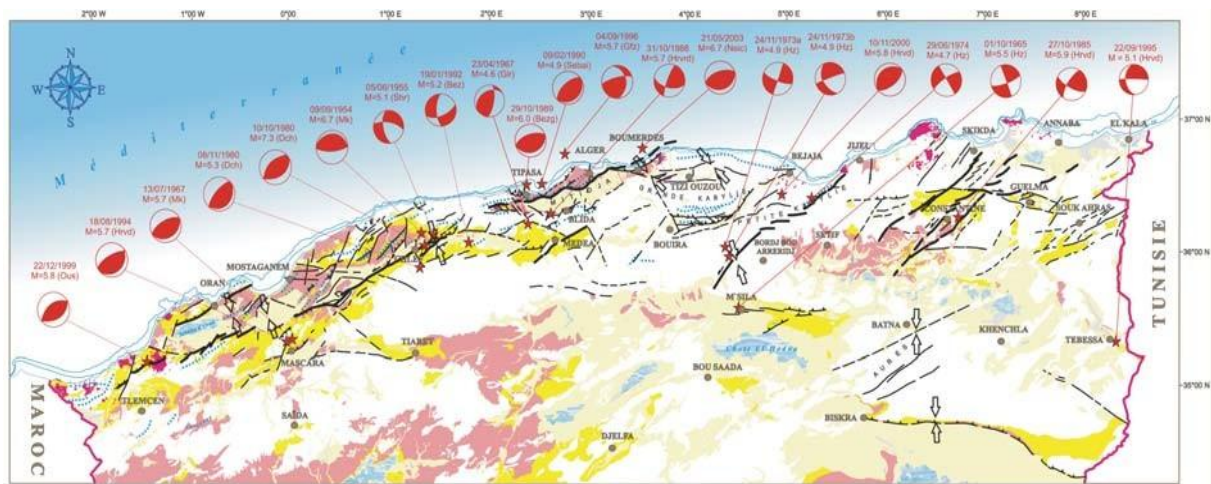 2°00 W
1°00 W
0°00
1°00 E
2°00 E
3°00 E
4°00 E
5°00 E
6°00 E
7°00 E
8°00 E
N
W
E
S
Méditerranée
22/12/1999
M=5.8 (Ous)
18/08/1994
M=5.7 (Hrvd)
13/07/1967
M=5.7 (Mk)
08/11/1980
M=5.3 (Dch)
10/10/1980
M=7.3 (Dch)
09/09/1954
M=6.7 (Mk)
05/06/1955
M=5.1 (Shr)
19/01/1992
M=5.2 (Bez)
23/04/1967
M=4.6 (Gir)
29/10/1989
M=6.0 (Bezg)
09/02/1990
M=4.9 (Sebai)
04/09/1996
M=5.7 (Gfz)
31/10/1988
M=5.7 (Hrvd)
21/05/2003
M=6.7 (Neic)
24/11/1973a
M=4.9 (Hz)
24/11/1973b
M=4.9 (Hz)
10/11/2000
M=5.8 (Hrvd)
29/06/1974
M=4.7 (Hz)
01/10/1965
M=5.5 (Hz)
27/10/1985
M=5.9 (Hrvd)
22/09/1995
M = 5.1 (Hrvd)
37°00 N
36°00 N
35°00 N
EL KALA
ANNABA
SKIKDA
JIJEL
BEJAIA
BOUMERDES
ALGER
TIPASA
TIZI OUZOU
GRANDE KABYLIE
BLIDA
MEDEA
BOUIRA
BORDJ BOU
ARRERIDJ
SETIF
CONSTANTINE
GUELMA
SOUK AHRAS
MOSTAGANEM
ORAN
MASCARA
TIARET
TLEMCEN
SAIDA
DJELFA
BOU SAADA
M'SILA
Chott El Hodna
BATNA
AURES
KHENCHLA
TEBESSA
BISKRA
MAROC
TUNISIE